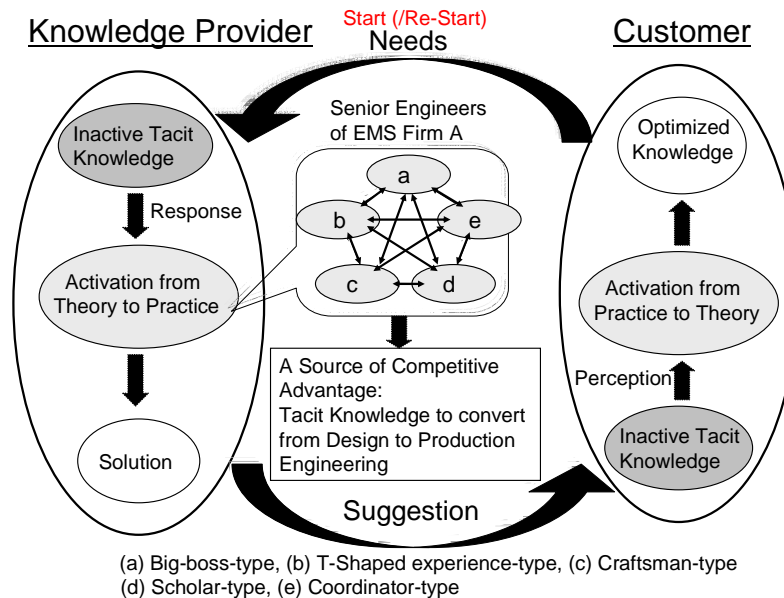 Start (/Re-Start)
Knowledge Provider
Needs
Customer
Senior Engineers
of EMS Firm A
Inactive Tacit
Knowledge
Response
Activation from
Theory to Practice
Solution
a
b
e
c
d
A Source of Competitive
Advantage:
Tacit Knowledge to convert
from Design to Production
Engineering
Optimized
Knowledge
Activation from
Practice to Theory
Perception
Inactive Tacit
Knowledge
Suggestion
(a) Big-boss-type, (b) T-Shaped experience-type, (c) Craftsman-type
(d) Scholar-type, (e) Coordinator-type